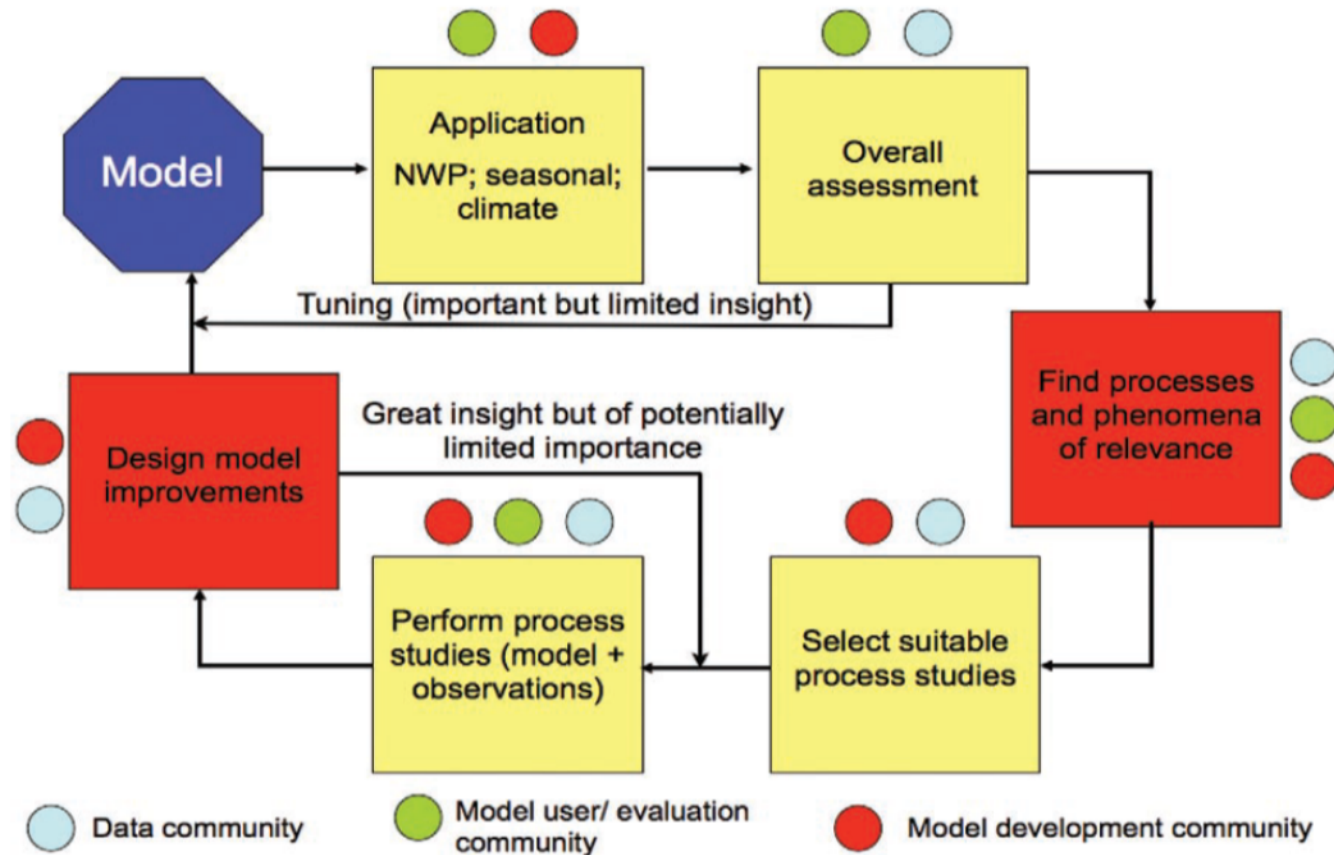 Model
Application
NWP; seasonal;
climate
Overall
assessment
Tuning (important but limited insight)
Find processes
and phenomena
of relevance
Design model
improvements
Great insight but of potentially
limited importance
Perform process
studies (model +
observations)
Select suitable
process studies
Data community
Model user/ evaluation
community
Model development community